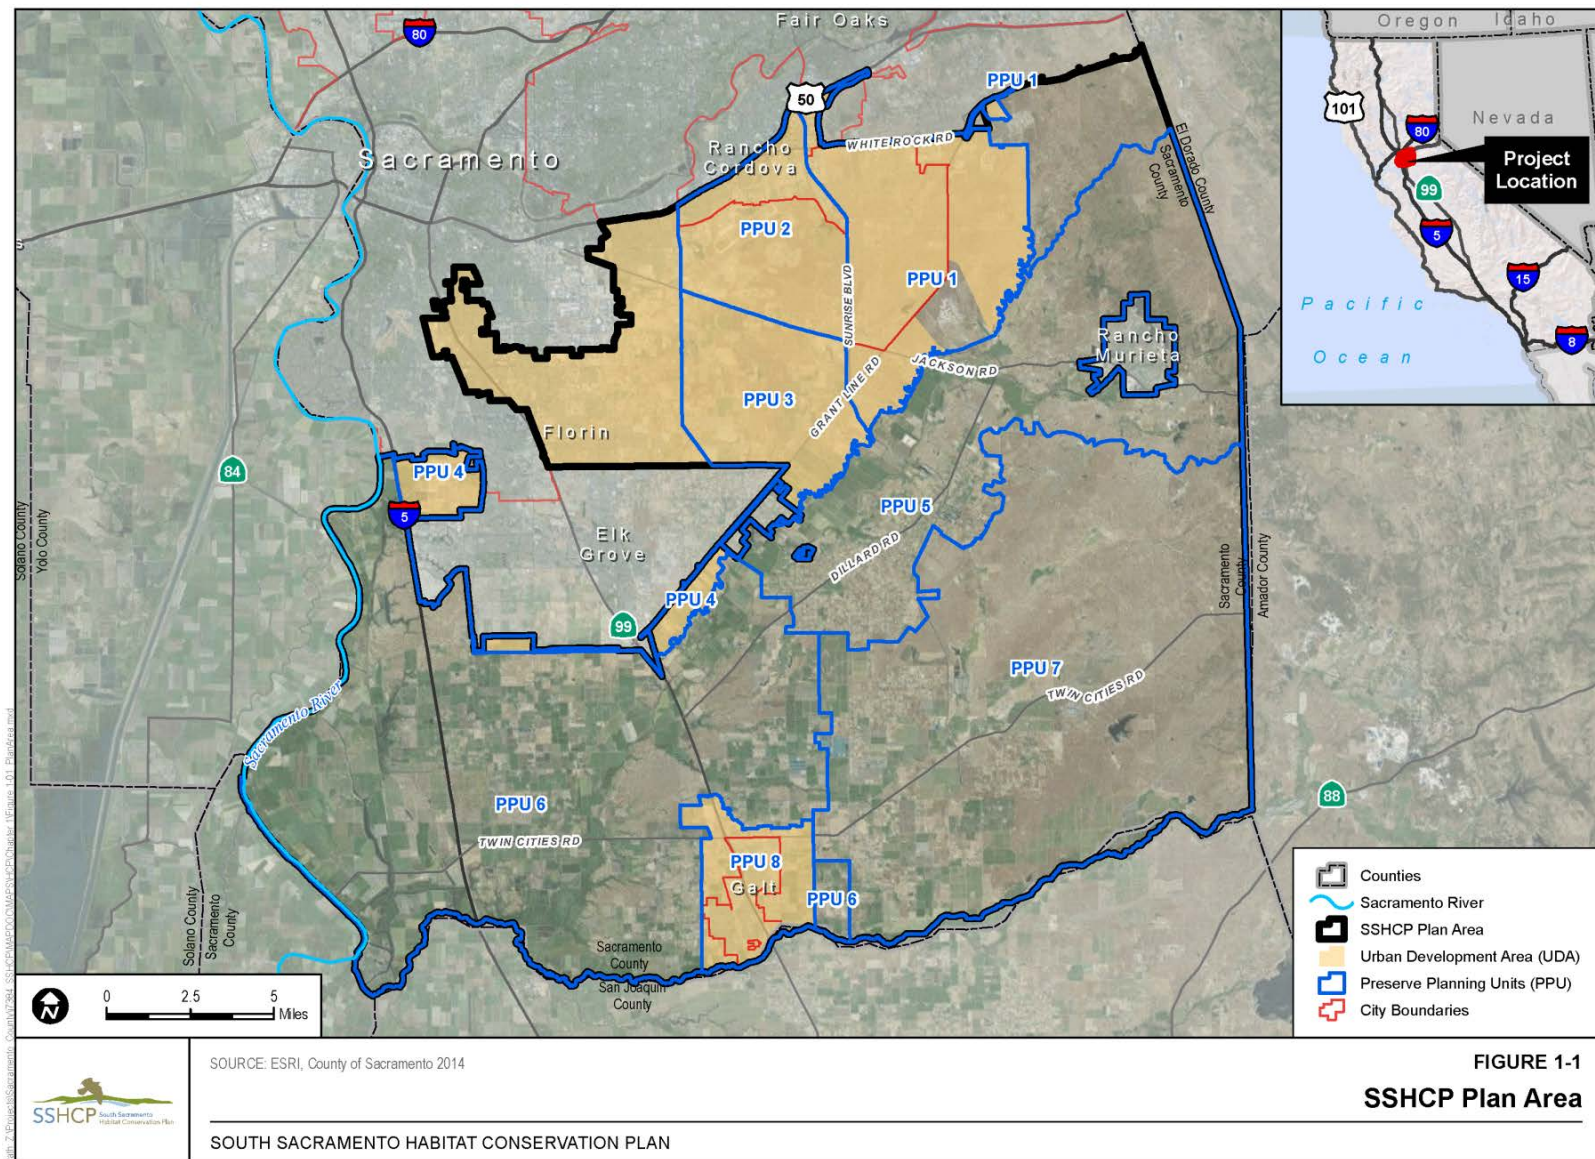 Fair Oaks
80
PPU 1
50
WHITE ROCK RD
Sacramento
Rancho
Cordova
El Dorado County
Sacramento
County
PPU 2
PPU 1
SUNRISE BLVD
Rancho
Murieta
JACKSON RD
GRANT LINE RD
PPU 3
Florin
84
PPU 4
5
PPU 5
Elk
Grove
DILLARD RD
Solano County
Yolo County
Sacramento
County
Amador County
PPU 4
99
PPU 7
TWIN CITIES RD
Sacramento River
PPU 6
TWIN CITIES RD
88
PPU 8
Galt
PPU 6
Solano County
Sacramento
County
Sacramento
County
San Joaquin
County
Oregon Idaho
101
Nevada
80
Project
Location
99
5
15
Pacific
Ocean
8
Counties
Sacramento River
SSHCP Plan Area
Urban Development Area (UDA)
Preserve Planning Units (PPU)
City Boundaries
N
0 2.5 5
Miles
SSHCP South Sacramento
Habitat Conservation Plan
SOURCE: ESRI, County of Sacramento 2014
FIGURE 1-1
SSHCP Plan Area
SOUTH SACRAMENTO HABITAT CONSERVATION PLAN